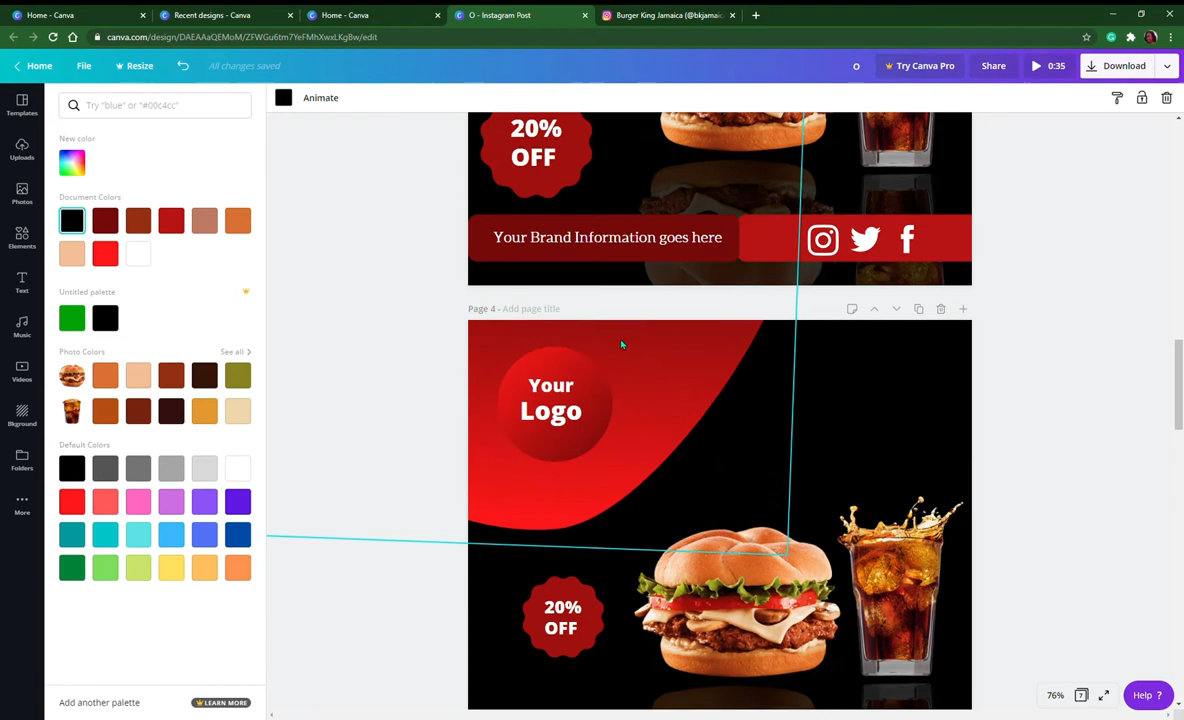 Home - Canva
Recent designs - Canva
Home - Canva
O - Instagram Post
Burger King Jamaica (@bkjamaic
canva.com/design/DAEAAaQEMoM/ZFWGu6tm7YeFMhXwxLKg8w/edit
Home
File
Resize
All changes saved
O
Try Canva Pro
Share
0:35
Download
Try "blue" or "#00c4cc"
Animate
Templates
Uploads
Photos
Elements
Text
Music
Videos
Bkground
Folders
More
New color
Document Colors
Untitled palette
Photo Colors
See all
Default Colors
Add another palette
LEARN MORE
20%
OFF
Your Brand Information goes here
Page 4 - Add page title
Your
Logo
20%
OFF
76%
7
Help ?